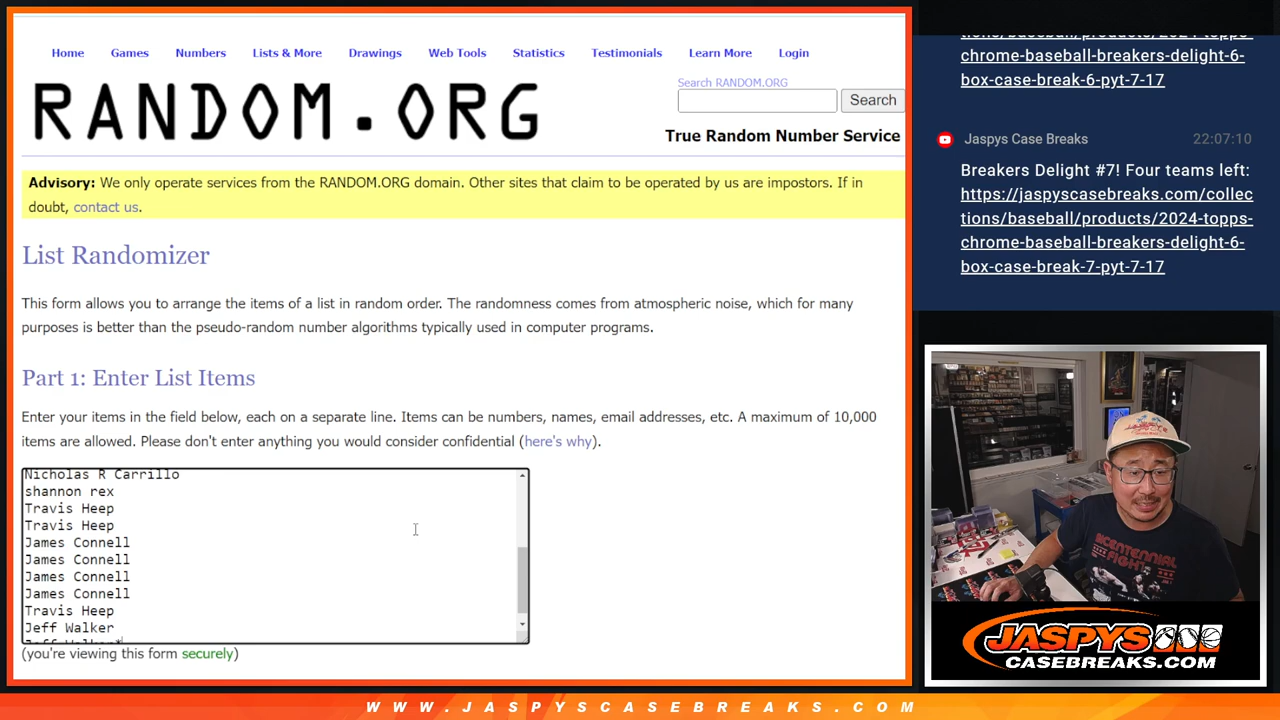 Home Games Numbers Lists & More Drawings Web Tools Statistics Testimonials Learn More Login
RANDOM.ORG
Search RANDOM.ORG
Search
True Random Number Service
Advisory: We only operate services from the RANDOM.ORG domain. Other sites that claim to be operated by us are impostors. If in
doubt, contact us.
List Randomizer
This form allows you to arrange the items of a list in random order. The randomness comes from atmospheric noise, which for many
purposes is better than the pseudo-random number algorithms typically used in computer programs.
Part 1: Enter List Items
Enter your items in the field below, each on a separate line. Items can be numbers, names, email addresses, etc. A maximum of 10,000
items are allowed. Please don't enter anything you would consider confidential (here's why).
Nicholas R Carrillo
shannon rex
Travis Heep
Travis Heep
James Connell
James Connell
James Connell
James Connell
Travis Heep
Jeff Walker
Jeff Walker*
(you're viewing this form securely)
tions/baseball/products/2024-topps-
chrome-baseball-breakers-delight-6-
box-case-break-6-pyt-7-17
Jaspys Case Breaks 22:07:10
Breakers Delight #7! Four teams left:
https://jaspyscasebreaks.com/collec
tions/baseball/products/2024-topps-
chrome-baseball-breakers-delight-6-
box-case-break-7-pyt-7-17
BICENTENNIAL
FIGHT
JASPYS
CASEBREAKS.COM
WWW.JASPYSCASEBREAKS.COM